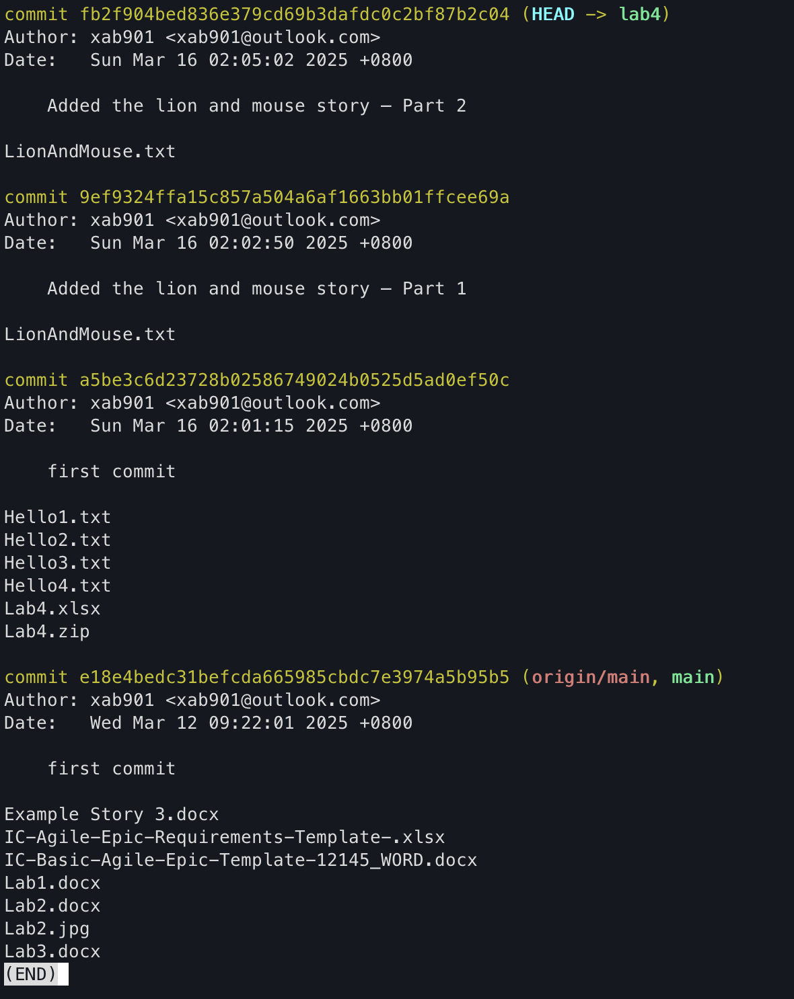 commit fb2f904bed836e379cd69b3dafdc0c2bf87b2c04 (HEAD -> lab4)
Author: xab901 <xab901@outlook.com>
Date:   Sun Mar 16 02:05:02 2025 +0800
    Added the lion and mouse story – Part 2
LionAndMouse.txt
commit 9ef9324ffa15c857a504a6af1663bb01ffcee69a
Author: xab901 <xab901@outlook.com>
Date:   Sun Mar 16 02:02:50 2025 +0800
    Added the lion and mouse story – Part 1
LionAndMouse.txt
commit a5be3c6d23728b02586749024b0525d5ad0ef50c
Author: xab901 <xab901@outlook.com>
Date:   Sun Mar 16 02:01:15 2025 +0800
    first commit
Hello1.txt
Hello2.txt
Hello3.txt
Hello4.txt
Lab4.xlsx
Lab4.zip
commit e18e4bedc31befcda665985cbdc7e3974a5b95b5 (origin/main, main)
Author: xab901 <xab901@outlook.com>
Date:   Wed Mar 12 09:22:01 2025 +0800
    first commit
Example Story 3.docx
IC-Agile-Epic-Requirements-Template-.xlsx
IC-Basic-Agile-Epic-Template-12145_WORD.docx
Lab1.docx
Lab2.docx
Lab2.jpg
Lab3.docx
(END)